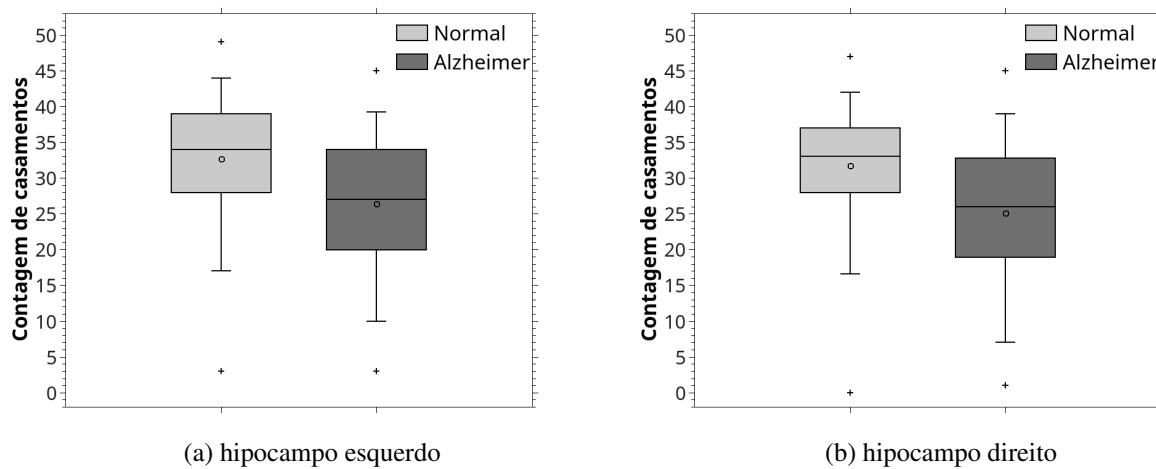 Contagem de casamentos
50
45
40
35
30
25
20
15
10
5
0
Normal
Alzheimer
(a) hipocampo esquerdo
Contagem de casamentos
50
45
40
35
30
25
20
15
10
5
0
Normal
Alzheimer
(b) hipocampo direito